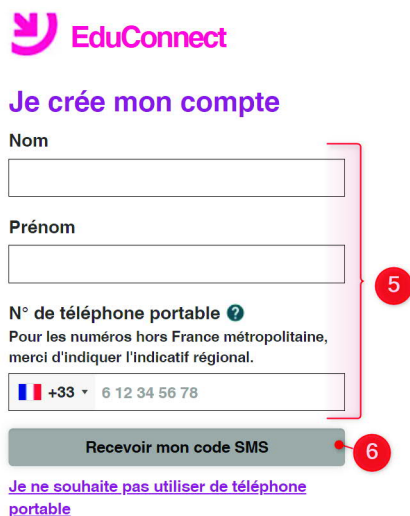 EduConnect
Je crée mon compte
Nom
Prénom
N° de téléphone portable ?
Pour les numéros hors France métropolitaine,
merci d'indiquer l'indicatif régional.
+33 6 12 34 56 78
5
Recevoir mon code SMS
6
Je ne souhaite pas utiliser de téléphone
portable